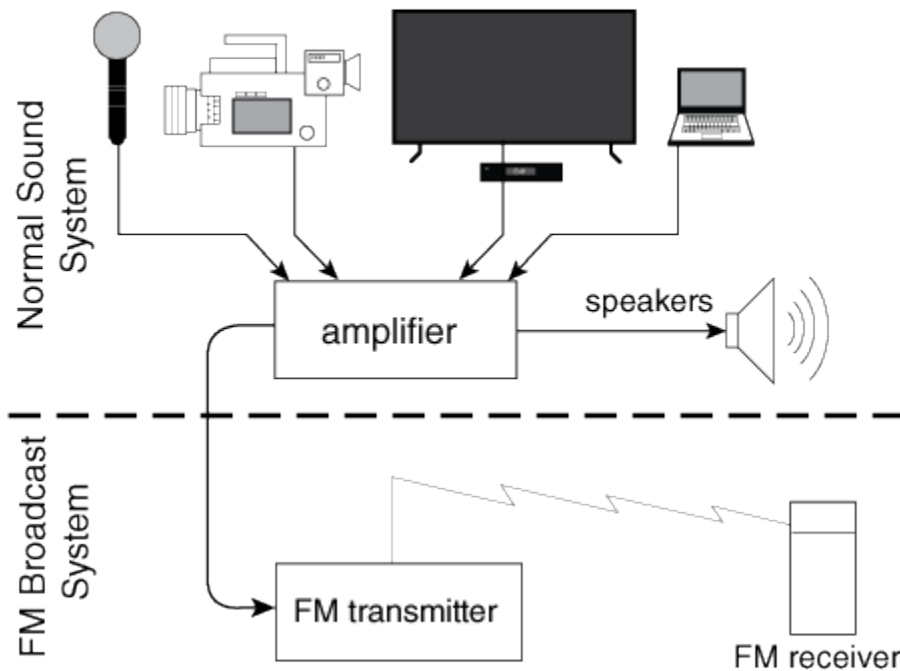 Normal Sound
System
amplifier
speakers
FM Broadcast
System
FM transmitter
FM receiver